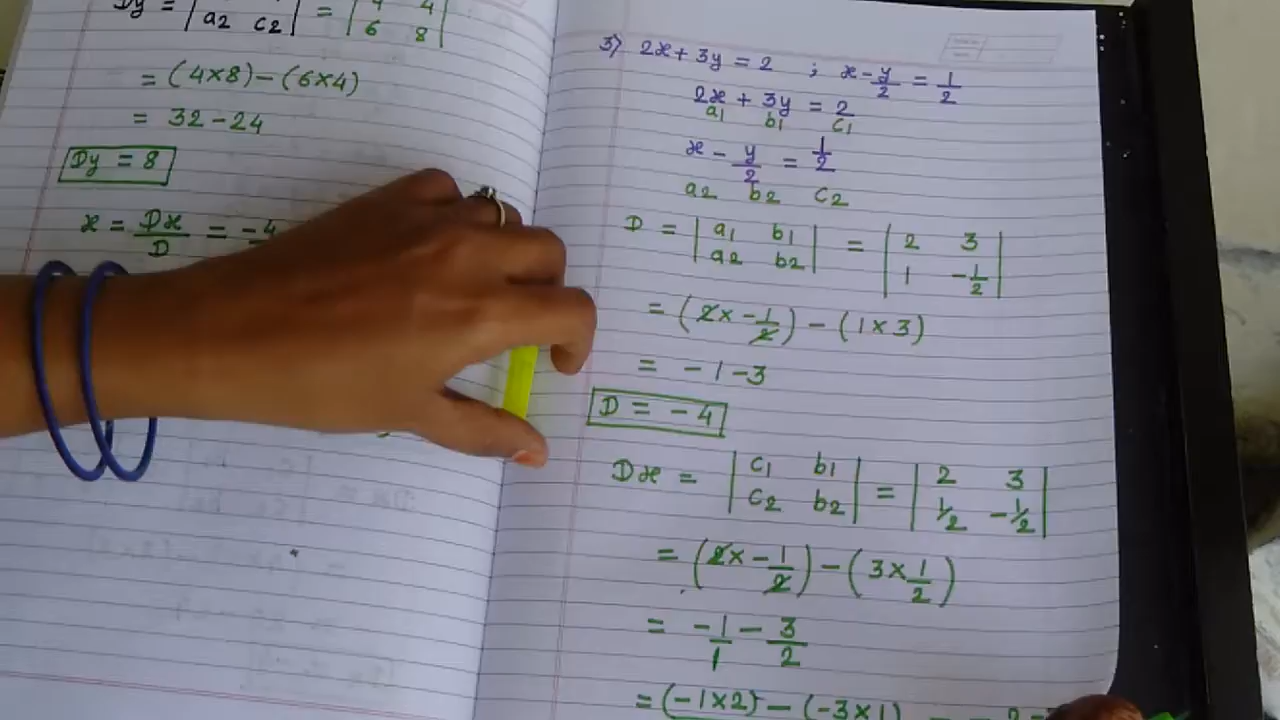 Dy = | a2 c2 | = | 4 4 |
| 6 8 |
= (4×8) − (6×4)
= 32 − 24
Dy = 8
x = Dx/D = −4
3) 2x + 3y = 2 ; x − y/2 = 1/2
2x + 3y = 2
a1 b1 c1
x − y/2 = 1/2
a2 b2 c2
D = | a1 b1 | = | 2 3 |
| a2 b2 | | 1 −1/2 |
= (2× −1/2) − (1×3)
= −1 −3
D = −4
Dx = | c1 b1 | = | 2 3 |
| c2 b2 | | 1/2 −1/2 |
= (2× −1/2) − (3×1/2)
= −1/1 − 3/2
= (−1×2) − (−3×1)